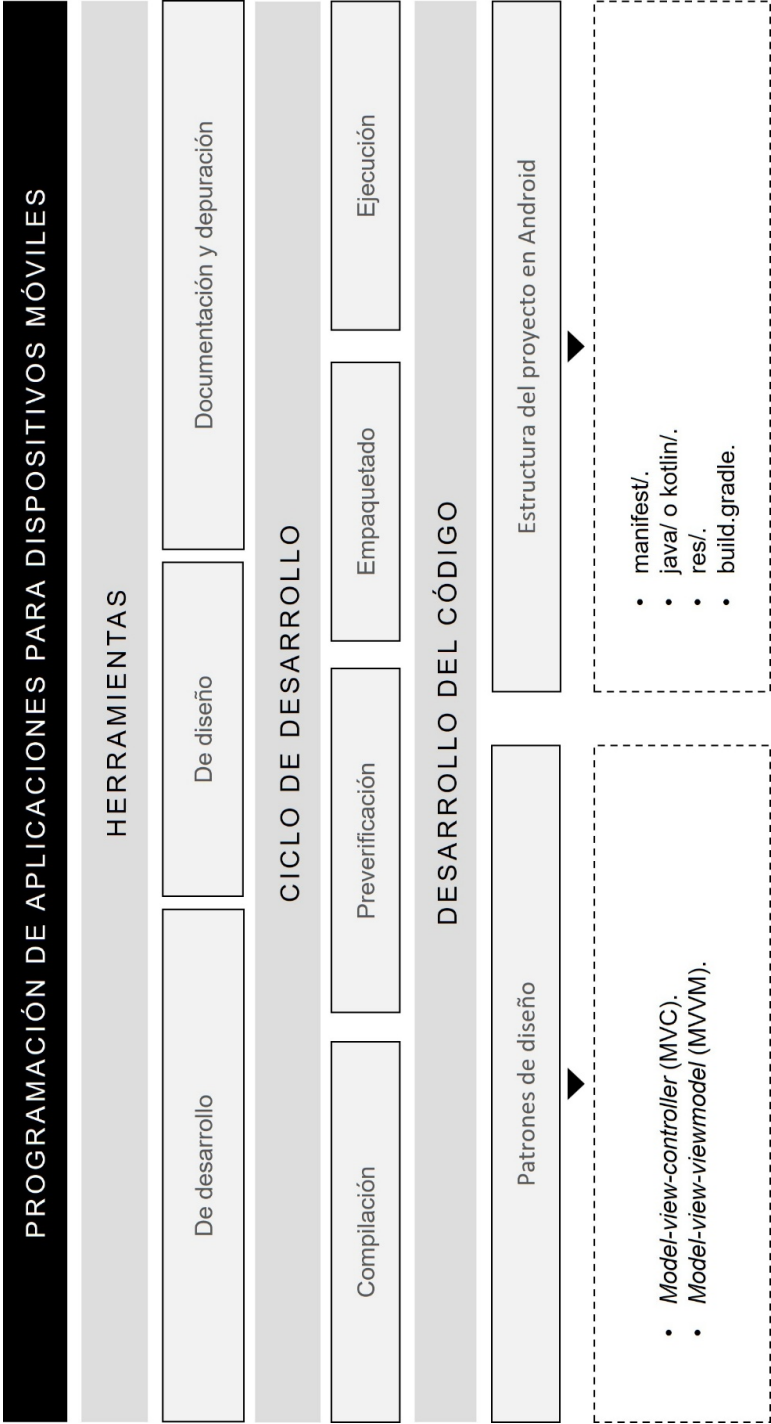 PROGRAMACIÓN DE APLICACIONES PARA DISPOSITIVOS MÓVILES
HERRAMIENTAS
De desarrollo
De diseño
Documentación y depuración
CICLO DE DESARROLLO
Compilación
Preverificación
Empaquetado
Ejecución
DESARROLLO DEL CÓDIGO
Patrones de diseño
• Model-view-controller (MVC).
• Model-view-viewmodel (MVVM).
Estructura del proyecto en Android
• manifest/.
• java/ o kotlin/.
• res/.
• build.gradle.